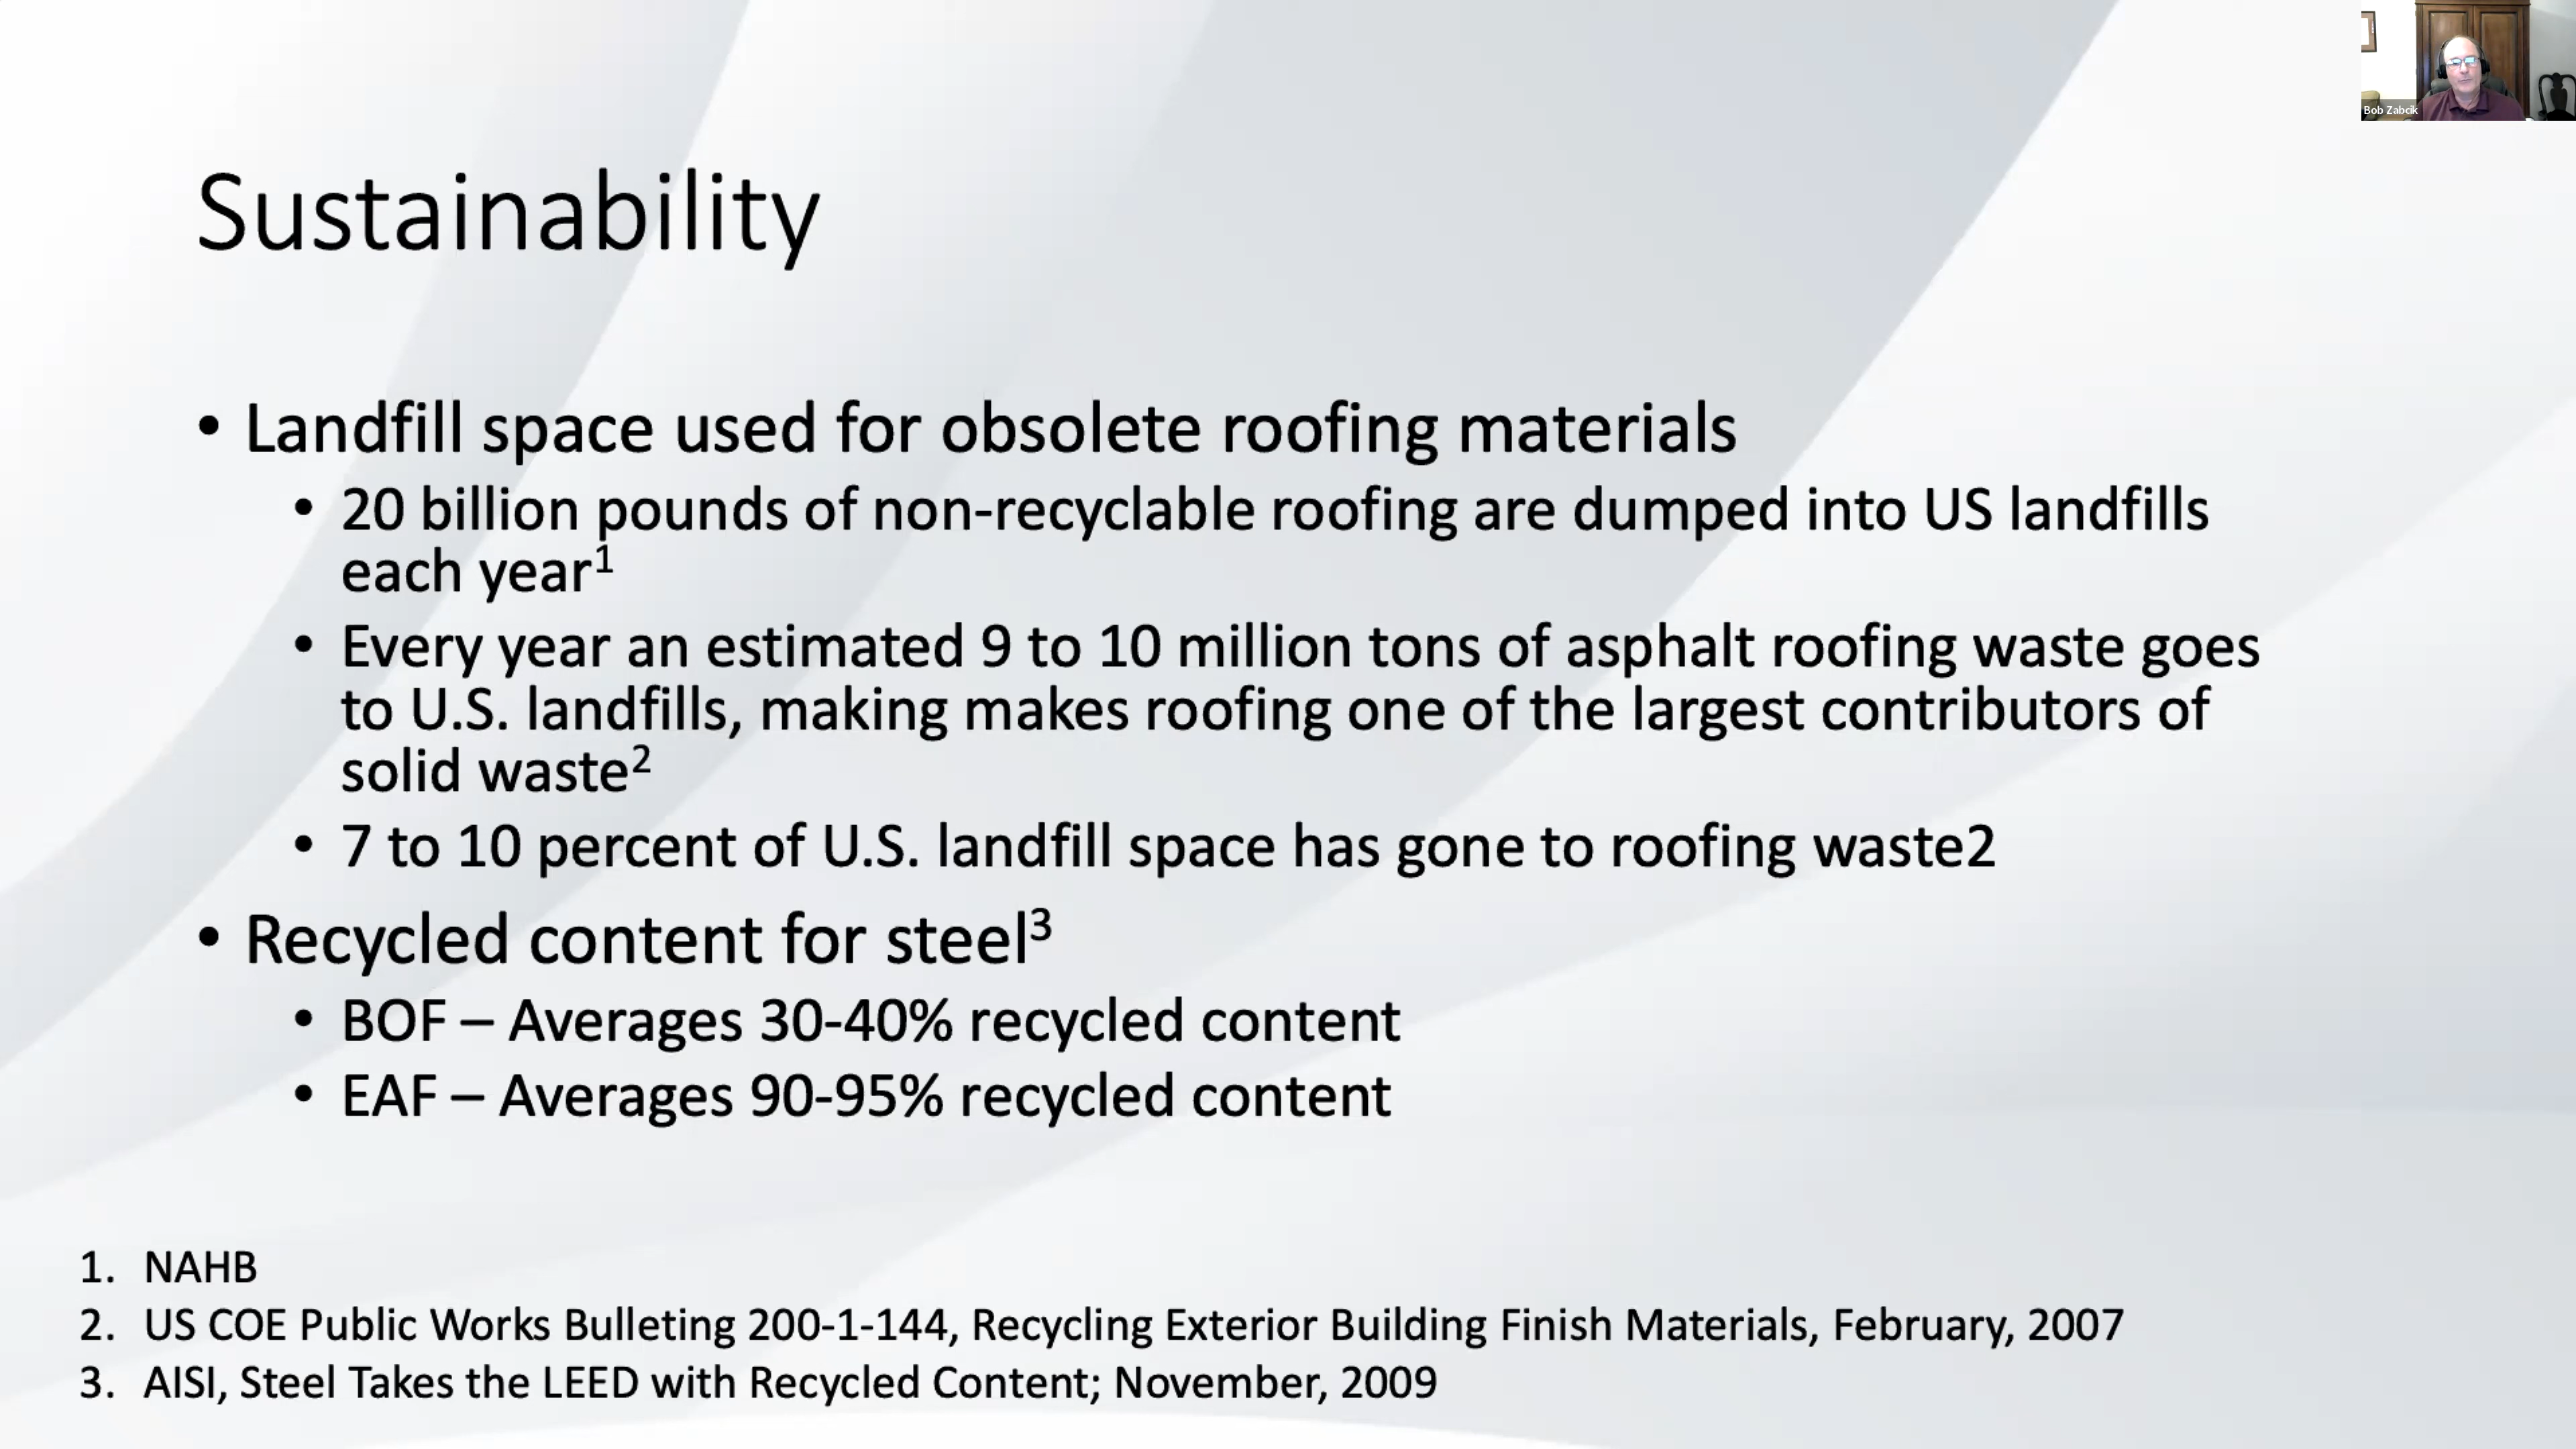 Bob Zabcik
Sustainability
• Landfill space used for obsolete roofing materials
• 20 billion pounds of non-recyclable roofing are dumped into US landfills
each year¹
• Every year an estimated 9 to 10 million tons of asphalt roofing waste goes
to U.S. landfills, making makes roofing one of the largest contributors of
solid waste²
• 7 to 10 percent of U.S. landfill space has gone to roofing waste2
• Recycled content for steel³
• BOF – Averages 30-40% recycled content
• EAF – Averages 90-95% recycled content
1. NAHB
2. US COE Public Works Bulleting 200-1-144, Recycling Exterior Building Finish Materials, February, 2007
3. AISI, Steel Takes the LEED with Recycled Content; November, 2009